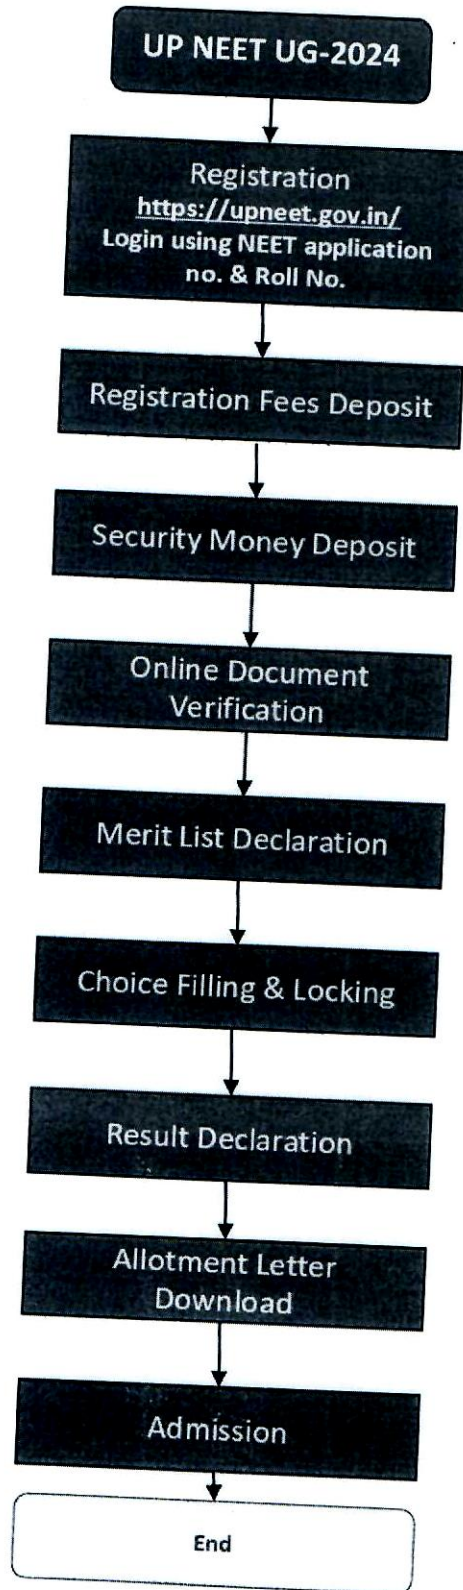 UP NEET UG-2024
Registration
https://upneet.gov.in/
Login using NEET application
no. & Roll No.
Registration Fees Deposit
Security Money Deposit
Online Document
Verification
Merit List Declaration
Choice Filling & Locking
Result Declaration
Allotment Letter
Download
Admission
End